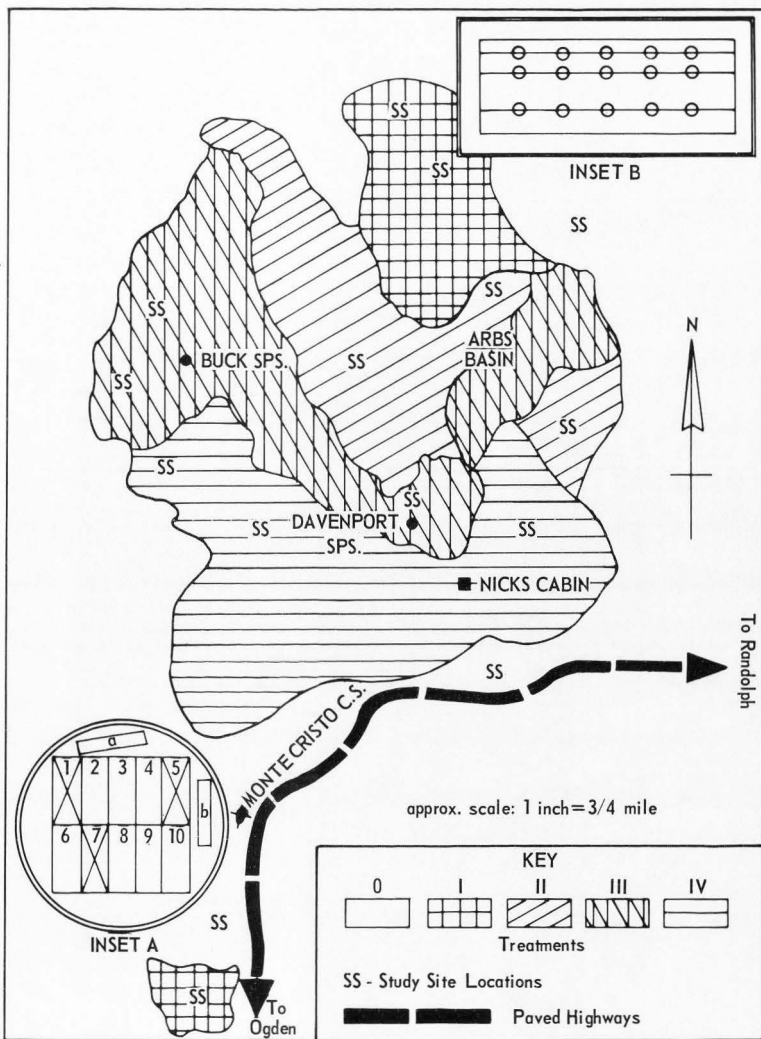 SS
SS
INSET B
SS
SS
SS
BUCK SPS.
SS
ARBS
BASIN
SS
N
SS
SS
SS
SS
SS
DAVENPORT
SPS.
SS
NICKS CABIN
SS
To Randolph
MONTE CRISTO C.S.
a
1 2 3 4 5
b
6 7 8 9 10
INSET A
approx. scale: 1 inch=3/4 mile
KEY
0 I II III IV
Treatments
SS - Study Site Locations
Paved Highways
SS
SS
To
Ogden